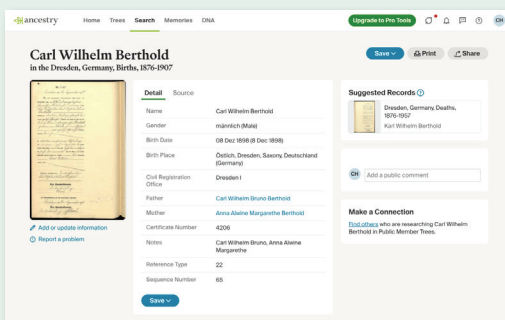 ancestry
Home Trees Search Memories DNA
Upgrade to Pro Tools
CH
Carl Wilhelm Berthold
in the Dresden, Germany, Births, 1876-1907
Save Print Share
Add or update information
Report a problem
Detail Source
Name Carl Wilhelm Berthold
Gender männlich (Male)
Birth Date 08 Dez 1898 (8 Dec 1898)
Birth Place Östlich, Dresden, Saxony, Deutschland
(Germany)
Civil Registration Dresden I
Office
Father Carl Wilhelm Bruno Berthold
Mother Anna Alwine Margarethe Berthold
Certificate Number 4206
Notes Carl Wilhelm Bruno, Anna Alwine
Margarethe
Reference Type 22
Sequence Number 65
Save
Suggested Records
Dresden, Germany, Deaths,
1876-1957
Karl Wilhelm Berthold
CH Add a public comment
Make a Connection
Find others who are researching Carl Wilhelm
Berthold in Public Member Trees.